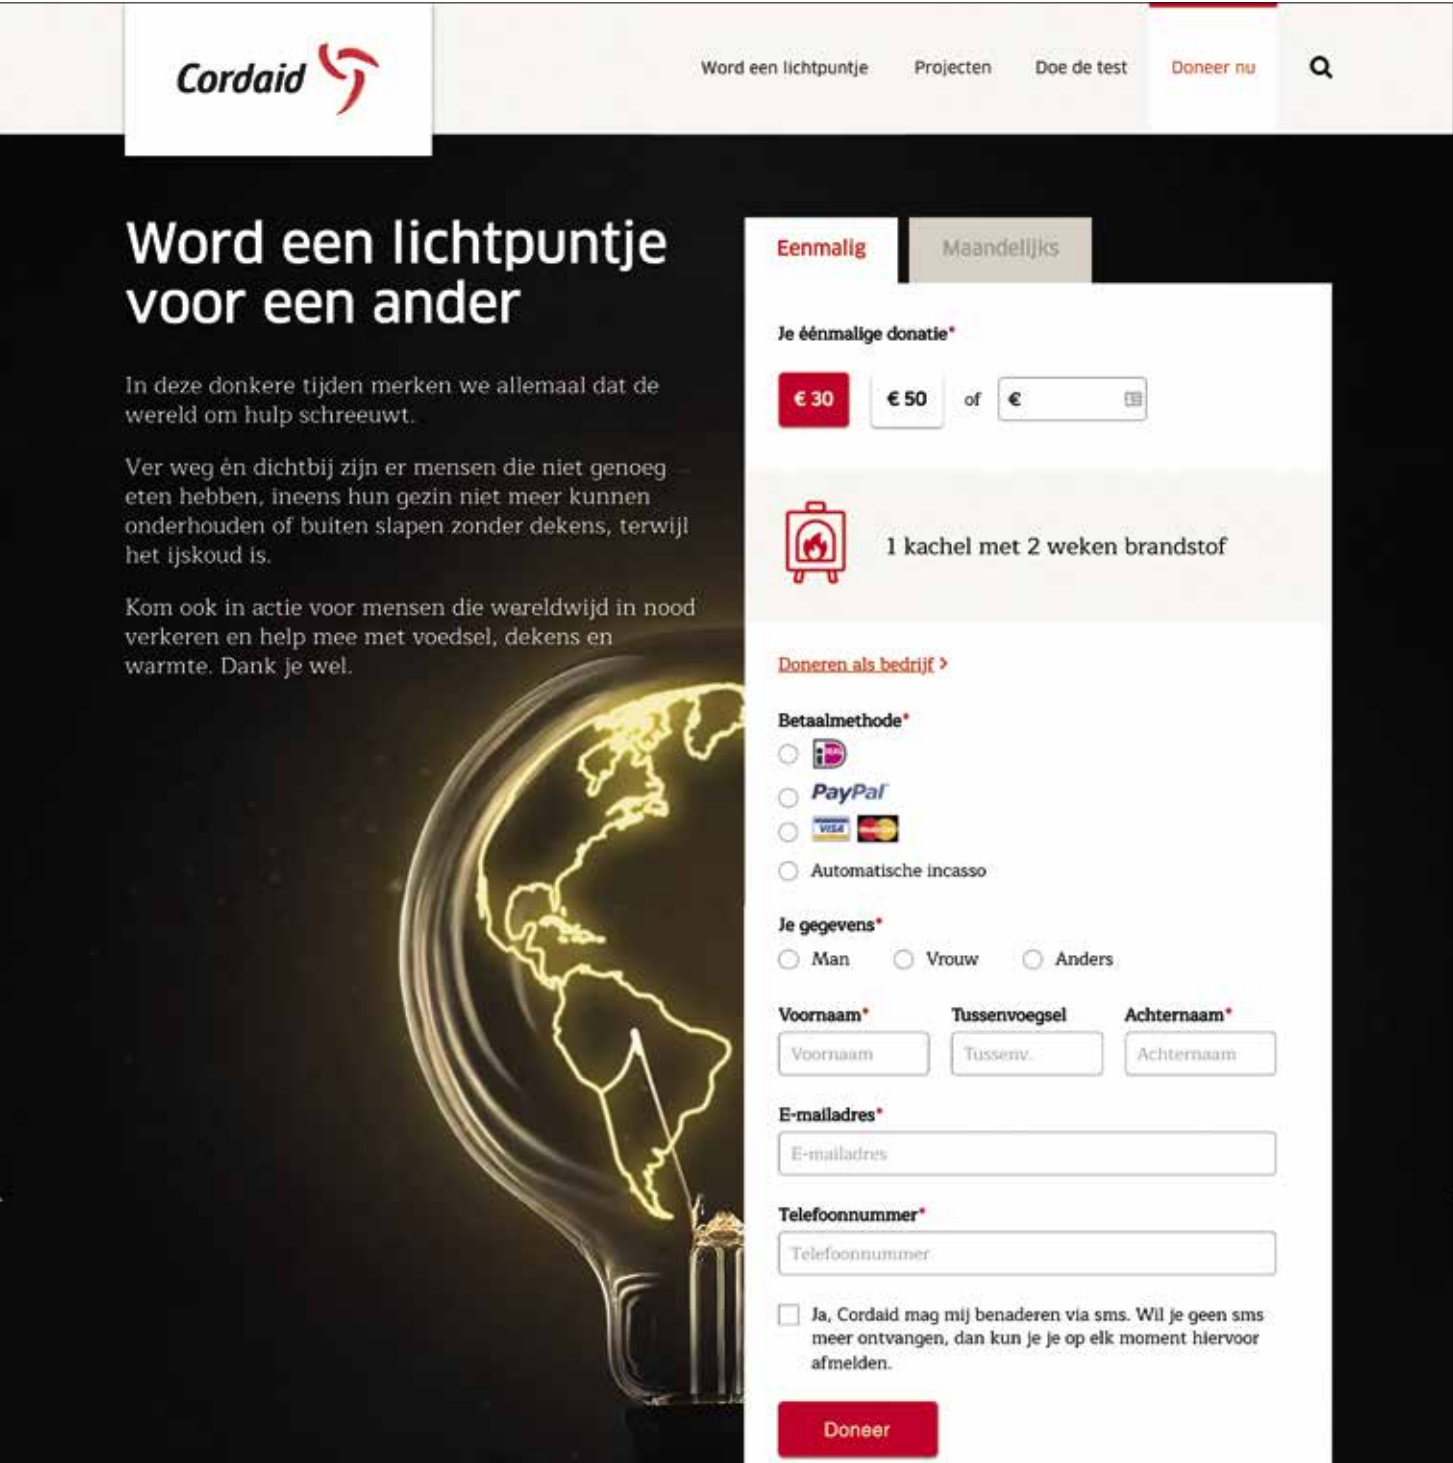 Cordaid
Word een lichtpuntje
Projecten
Doe de test
Doneer nu
Word een lichtpuntje
voor een ander
In deze donkere tijden merken we allemaal dat de
wereld om hulp schreeuwt.
Ver weg én dichtbij zijn er mensen die niet genoeg
eten hebben, ineens hun gezin niet meer kunnen
onderhouden of buiten slapen zonder dekens, terwijl
het ijskoud is.
Kom ook in actie voor mensen die wereldwijd in nood
verkeren en help mee met voedsel, dekens en
warmte. Dank je wel.
Eenmalig
Maandelijks
Je éénmalige donatie*
€ 30
€ 50
of
€
1 kachel met 2 weken brandstof
Doneren als bedrijf >
Betaalmethode*
PayPal
VISA
Automatische incasso
Je gegevens*
Man
Vrouw
Anders
Voornaam*
Tussenvoegsel
Achternaam*
Voornaam
Tussenv.
Achternaam
E-mailadres*
E-mailadres
Telefoonnummer*
Telefoonnummer
Ja, Cordaid mag mij benaderen via sms. Wil je geen sms
meer ontvangen, dan kun je je op elk moment hiervoor
afmelden.
Doneer